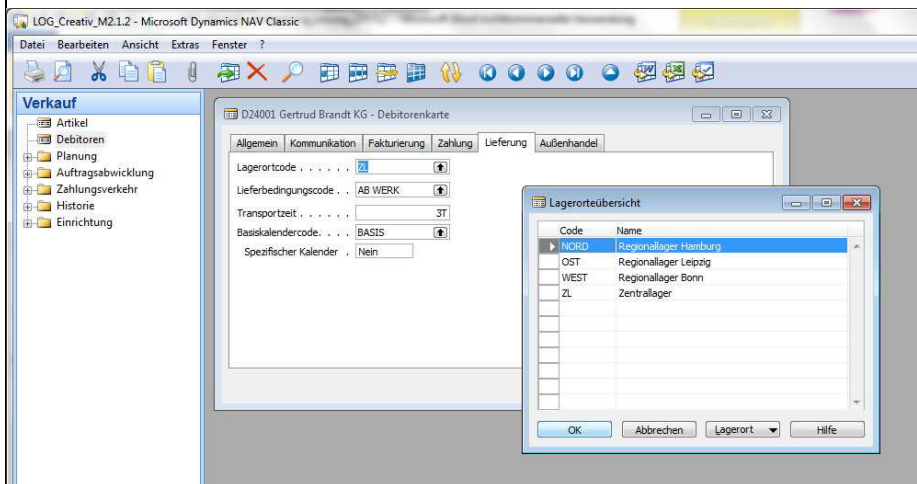 LOG_Creativ_M2.1.2 - Microsoft Dynamics NAV Classic
Datei Bearbeiten Ansicht Extras Fenster ?
Verkauf
Artikel
Debitoren
Planung
Auftragsabwicklung
Zahlungsverkehr
Historie
Einrichtung
D24001 Gertrud Brandt KG - Debitorenkarte
Allgemein Kommunikation Fakturierung Zahlung Lieferung Außenhandel
Lagerortcode . . . . . . ZL
Lieferbedingungscode . . AB WERK
Transportzeit . . . . . . 3T
Basiskalendercode. . . . BASIS
Spezifischer Kalender . Nein
Lagerorteübersicht
Code Name
NORD Regionallager Hamburg
OST Regionallager Leipzig
WEST Regionallager Bonn
ZL Zentrallager
OK Abbrechen Lagerort Hilfe